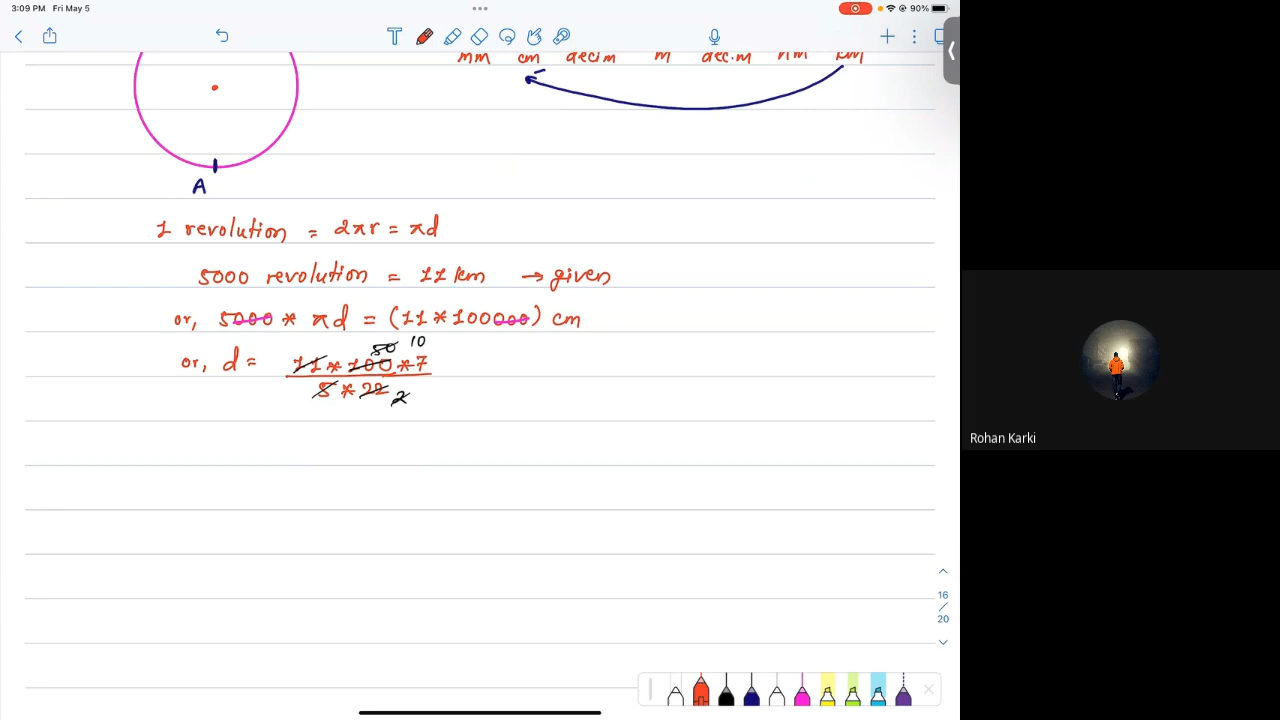 3:09 PM Fri May 5
90%
T
mm cm decim m dec.m hm km
A
1 revolution = 2πr = πd
5000 revolution = 11 km → given
or, 5000 * πd = (11 * 100000) cm
50 10
or, d = 11 * 100 * 7
5 * 22 2
16
/
20
Rohan Karki